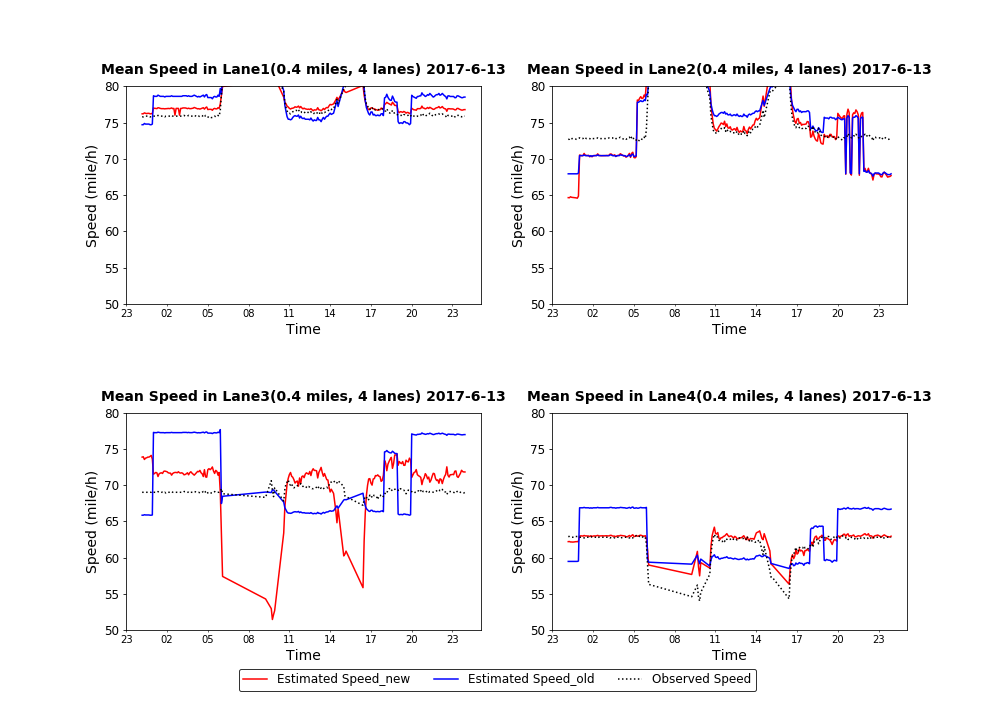 Mean Speed in Lane1(0.4 miles, 4 lanes) 2017-6-13
80
75
70
65
60
55
50
Speed (mile/h)
23 02 05 08 11 14 17 20 23
Time
Mean Speed in Lane2(0.4 miles, 4 lanes) 2017-6-13
80
75
70
65
60
55
50
Speed (mile/h)
23 02 05 08 11 14 17 20 23
Time
Mean Speed in Lane3(0.4 miles, 4 lanes) 2017-6-13
80
75
70
65
60
55
50
Speed (mile/h)
23 02 05 08 11 14 17 20 23
Time
Mean Speed in Lane4(0.4 miles, 4 lanes) 2017-6-13
80
75
70
65
60
55
50
Speed (mile/h)
23 02 05 08 11 14 17 20 23
Time
Estimated Speed_new Estimated Speed_old Observed Speed